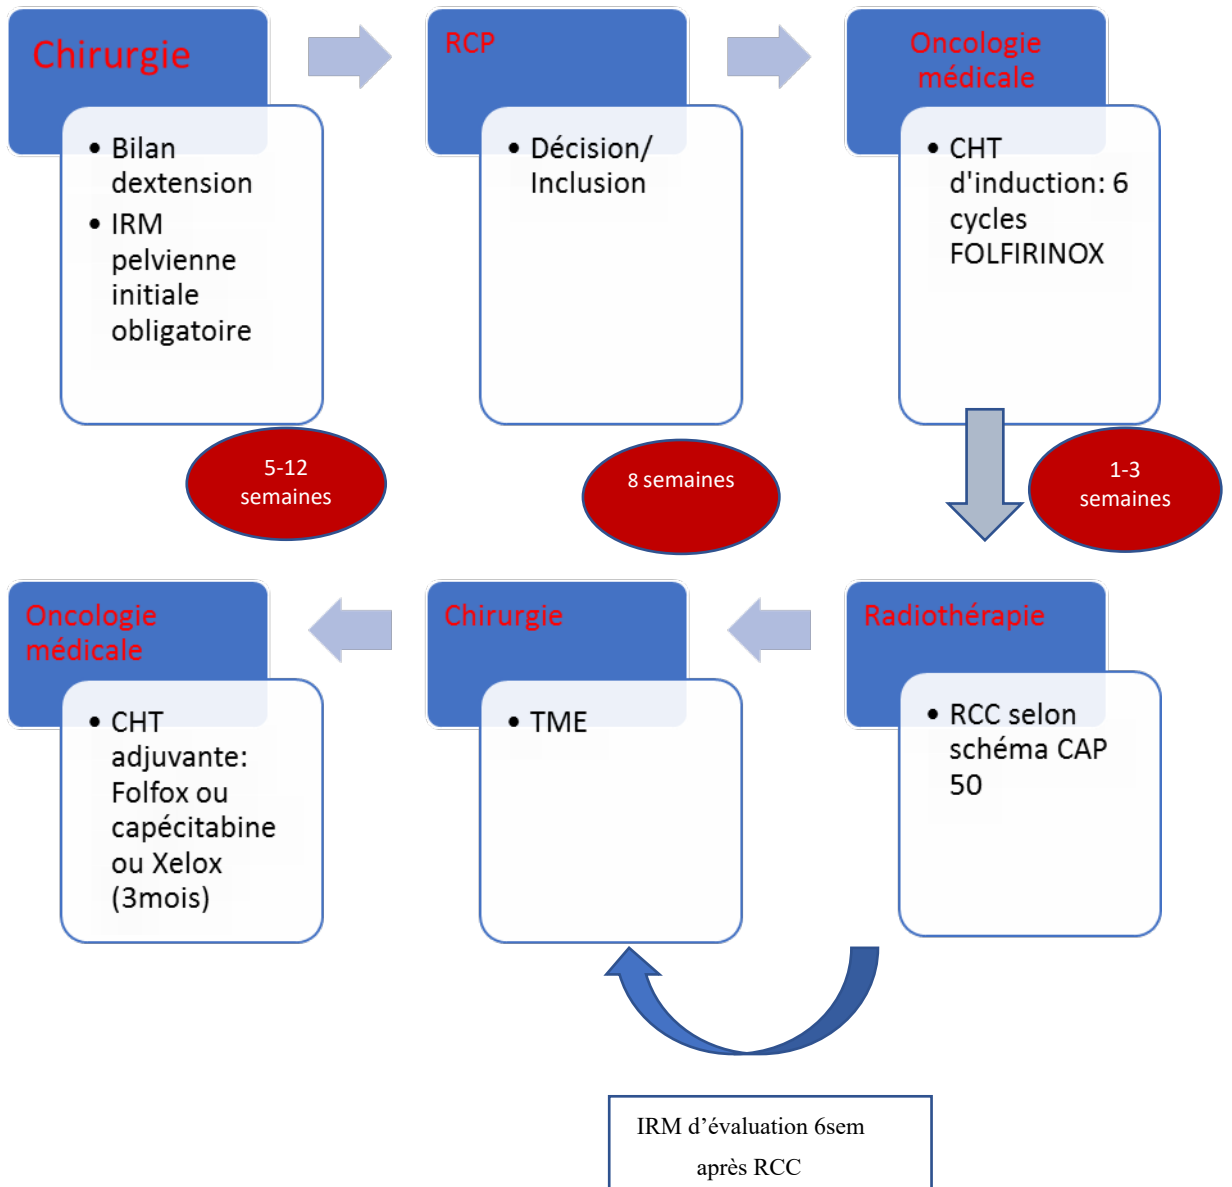 Chirurgie
• Bilan
dextension
• IRM
pelvienne
initiale
obligatoire
RCP
• Décision/
Inclusion
Oncologie
médicale
• CHT
d'induction: 6
cycles
FOLFIRINOX
5-12
semaines
8 semaines
1-3
semaines
Radiothérapie
• RCC selon
schéma CAP
50
Chirurgie
• TME
Oncologie
médicale
• CHT
adjuvante:
Folfox ou
capécitabine
ou Xelox
(3mois)
IRM d’évaluation 6sem
après RCC